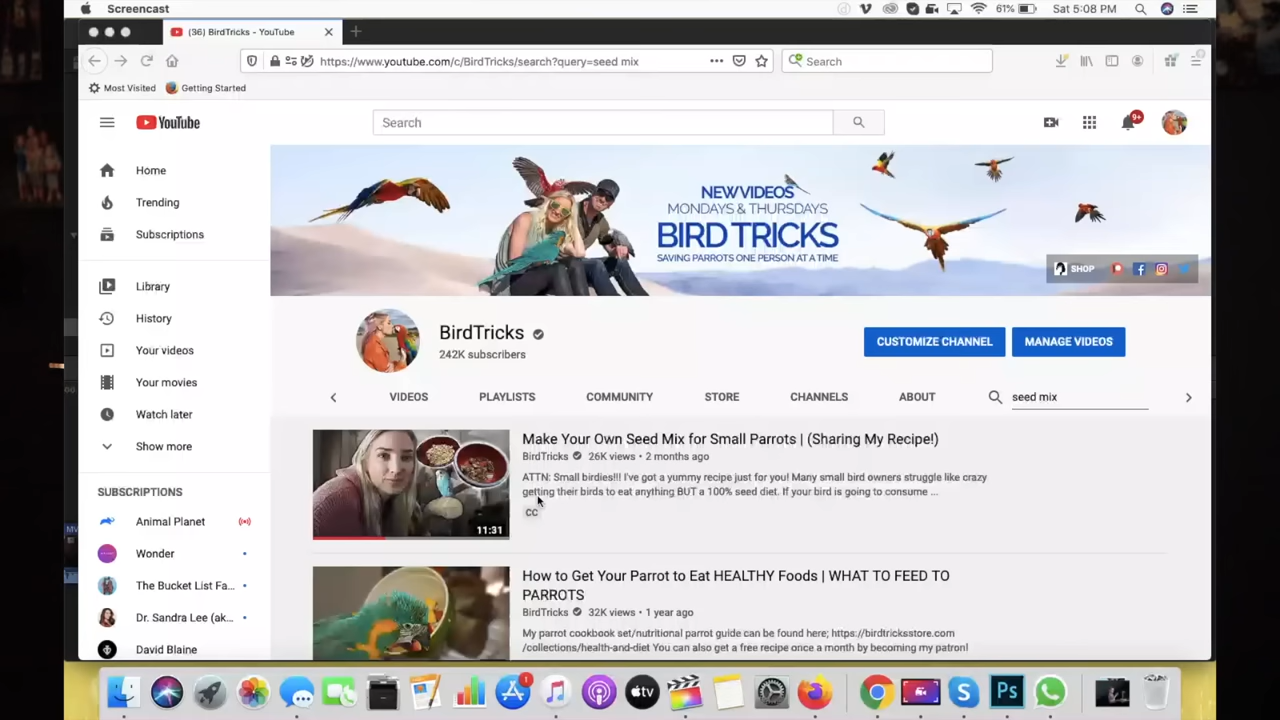 Screencast
61%
Sat 5:08 PM
(36) BirdTricks - YouTube
https://www.youtube.com/c/BirdTricks/search?query=seed mix
Search
Most Visited
Getting Started
YouTube
Search
9+
Home
Trending
Subscriptions
Library
History
Your videos
Your movies
Watch later
Show more
SUBSCRIPTIONS
Animal Planet
Wonder
The Bucket List Fa...
Dr. Sandra Lee (ak...
David Blaine
NEW VIDEOS
MONDAYS & THURSDAYS
BIRD TRICKS
SAVING PARROTS ONE PERSON AT A TIME
SHOP
BirdTricks
242K subscribers
CUSTOMIZE CHANNEL
MANAGE VIDEOS
VIDEOS
PLAYLISTS
COMMUNITY
STORE
CHANNELS
ABOUT
seed mix
11:31
Make Your Own Seed Mix for Small Parrots | (Sharing My Recipe!)
BirdTricks 26K views • 2 months ago
ATTN: Small birdies!!! I've got a yummy recipe just for you! Many small bird owners struggle like crazy
getting their birds to eat anything BUT a 100% seed diet. If your bird is going to consume ...
CC
How to Get Your Parrot to Eat HEALTHY Foods | WHAT TO FEED TO
PARROTS
BirdTricks 32K views • 1 year ago
My parrot cookbook set/nutritional parrot guide can be found here; https://birdtricksstore.com
/collections/health-and-diet You can also get a free recipe once a month by becoming my patron!
1
tv
Ps